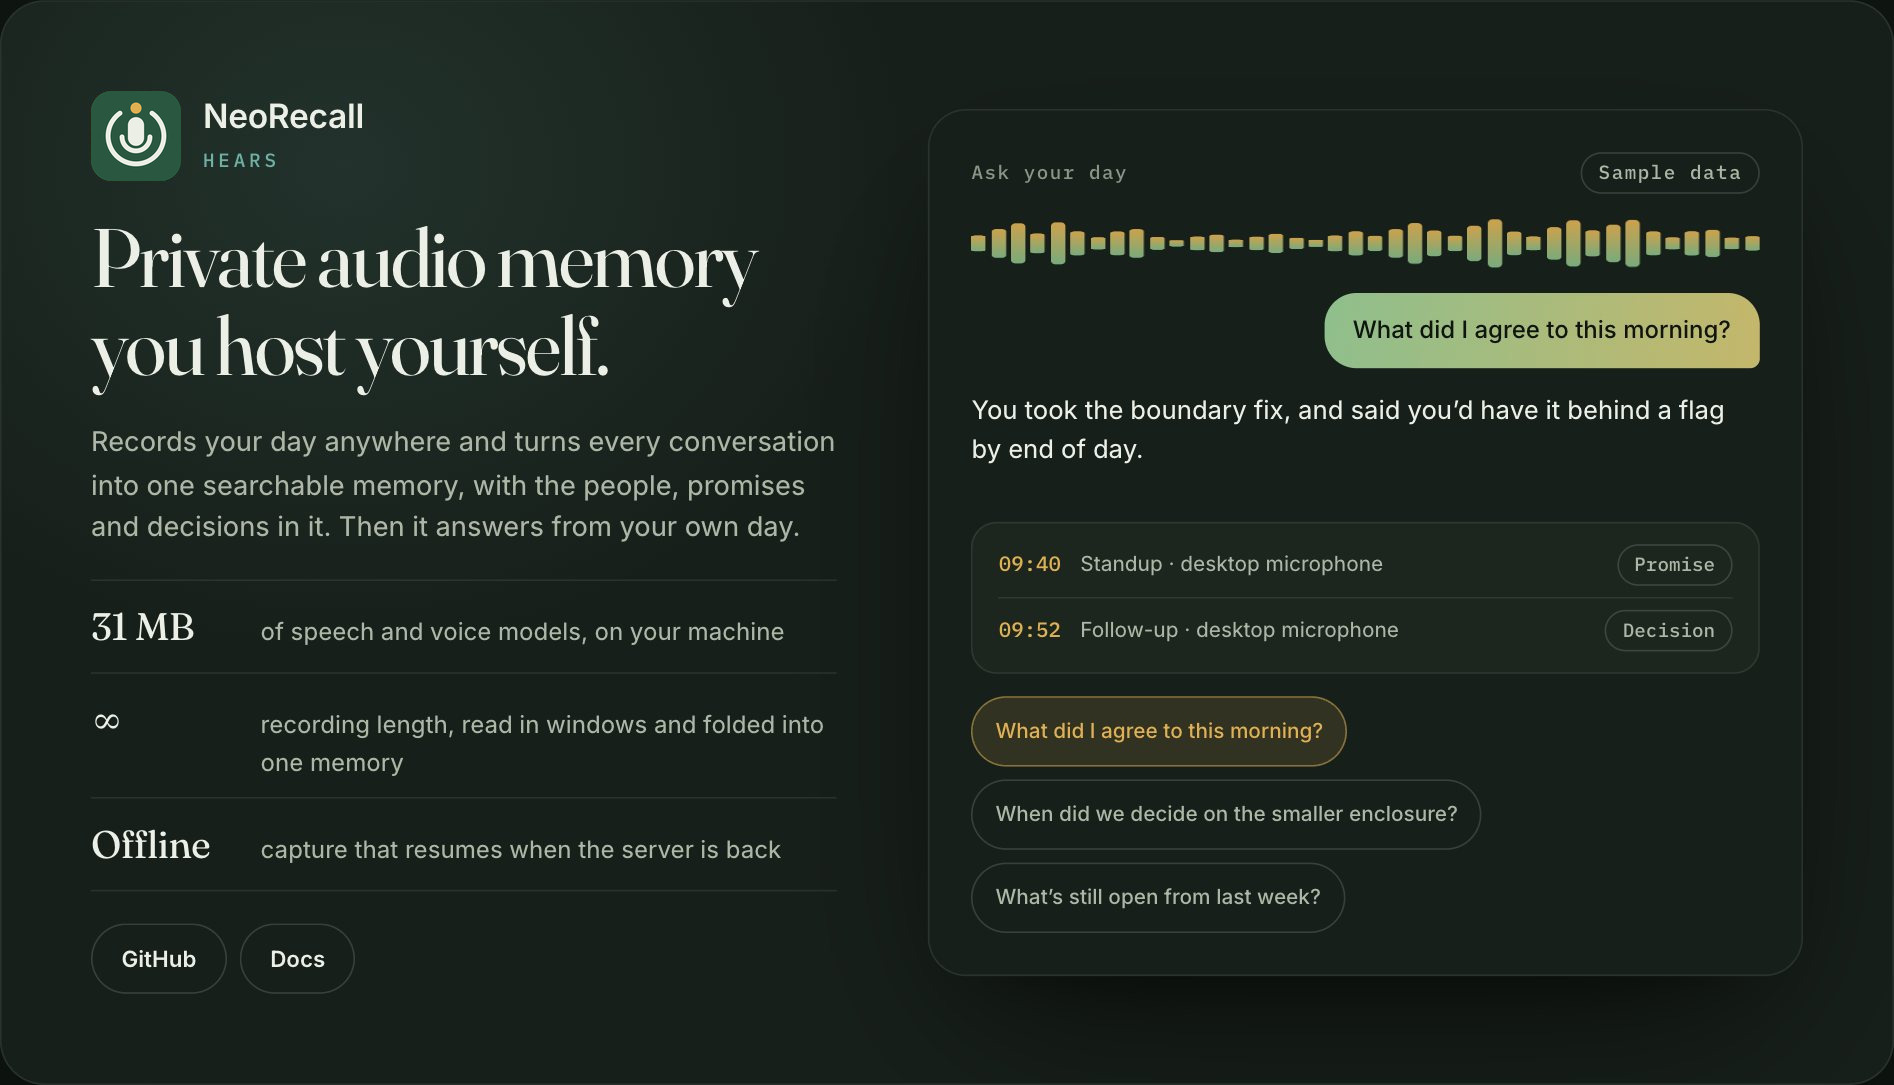 NeoRecall
HEARS
Private audio memory
you host yourself.
Records your day anywhere and turns every conversation
into one searchable memory, with the people, promises
and decisions in it. Then it answers from your own day.
31 MB of speech and voice models, on your machine
∞ recording length, read in windows and folded into
one memory
Offline capture that resumes when the server is back
GitHub Docs
Ask your day Sample data
What did I agree to this morning?
You took the boundary fix, and said you’d have it behind a flag
by end of day.
09:40 Standup · desktop microphone Promise
09:52 Follow-up · desktop microphone Decision
What did I agree to this morning?
When did we decide on the smaller enclosure?
What’s still open from last week?